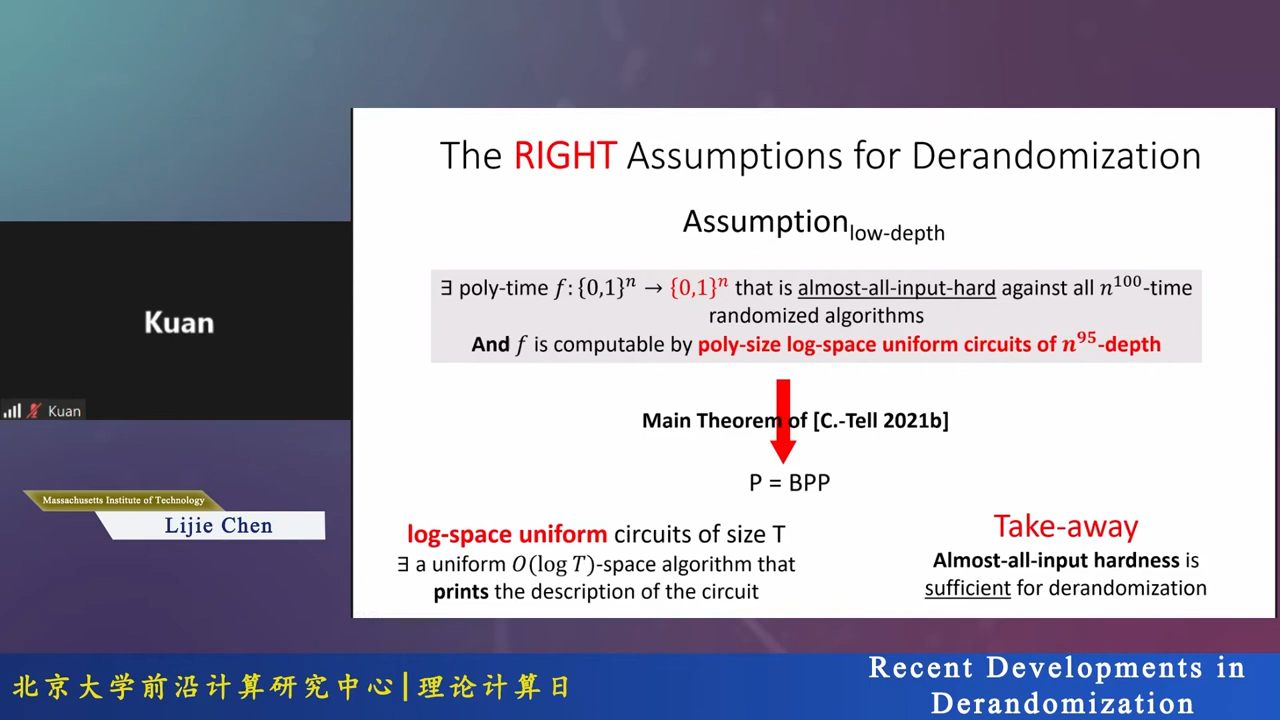 The RIGHT Assumptions for Derandomization
Assumption_low-depth
∃ poly-time f: {0,1}^n → {0,1}^n that is almost-all-input-hard against all n^100-time
randomized algorithms
And f is computable by poly-size log-space uniform circuits of n^95-depth
Main Theorem of [C.-Tell 2021b]
P = BPP
log-space uniform circuits of size T
∃ a uniform O(log T)-space algorithm that
prints the description of the circuit
Take-away
Almost-all-input hardness is
sufficient for derandomization
Kuan
Kuan
Massachusetts Institute of Technology
Lijie Chen
北京大学前沿计算研究中心|理论计算日
Recent Developments in
Derandomization